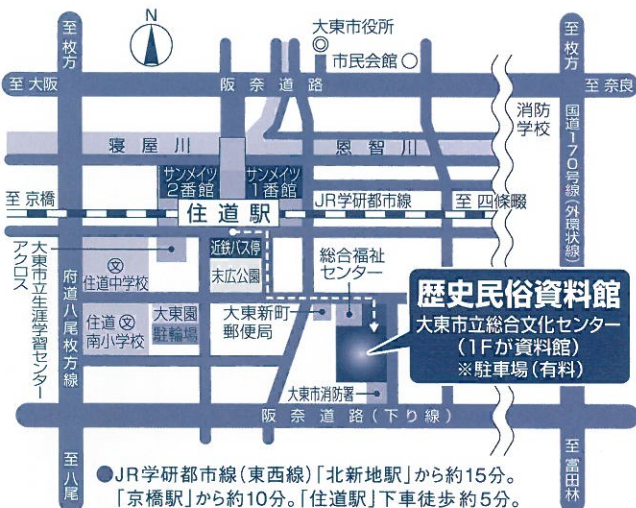 N
至枚方
大東市役所
市民会館
至枚方
至大阪
阪奈道路
至奈良
消防
学校
寝屋川
恩智川
国道170号線(外環状線)
サンメイツ
2番館
サンメイツ
1番館
至京橋
住道駅
JR学研都市線
至四條畷
大東市立生涯学習センター
アクロス
文
住道中学校
近鉄バス停
末広公園
総合福祉
センター
歴史民俗資料館
大東市立総合文化センター
(1Fが資料館)
※駐車場(有料)
府道八尾枚方線
住道 文
南小学校
大東園
駐輪場
大東新町
郵便局
大東市消防署
阪奈道路(下り線)
至八尾
至富田林
●JR学研都市線(東西線)「北新地駅」から約15分。
「京橋駅」から約10分。「住道駅」下車徒歩約5分。